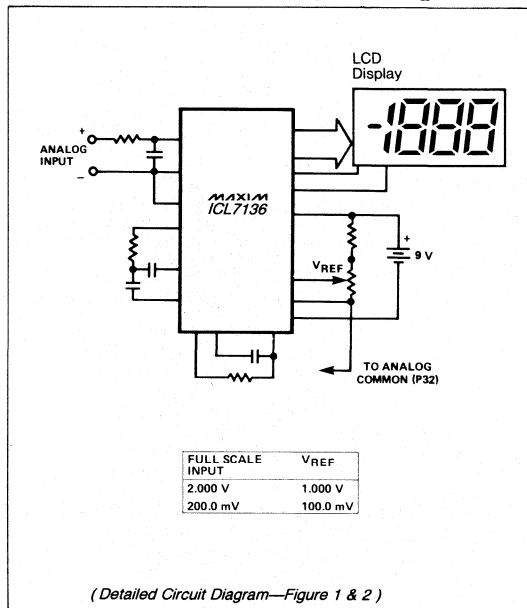 LCD
Display
-1888
+
ANALOG
INPUT
−
MAXIM
ICL7136
VREF
+
9 V
TO ANALOG
COMMON (P32)
FULL SCALE INPUT VREF
2.000 V 1.000 V
200.0 mV 100.0 mV
( Detailed Circuit Diagram—Figure 1 & 2 )